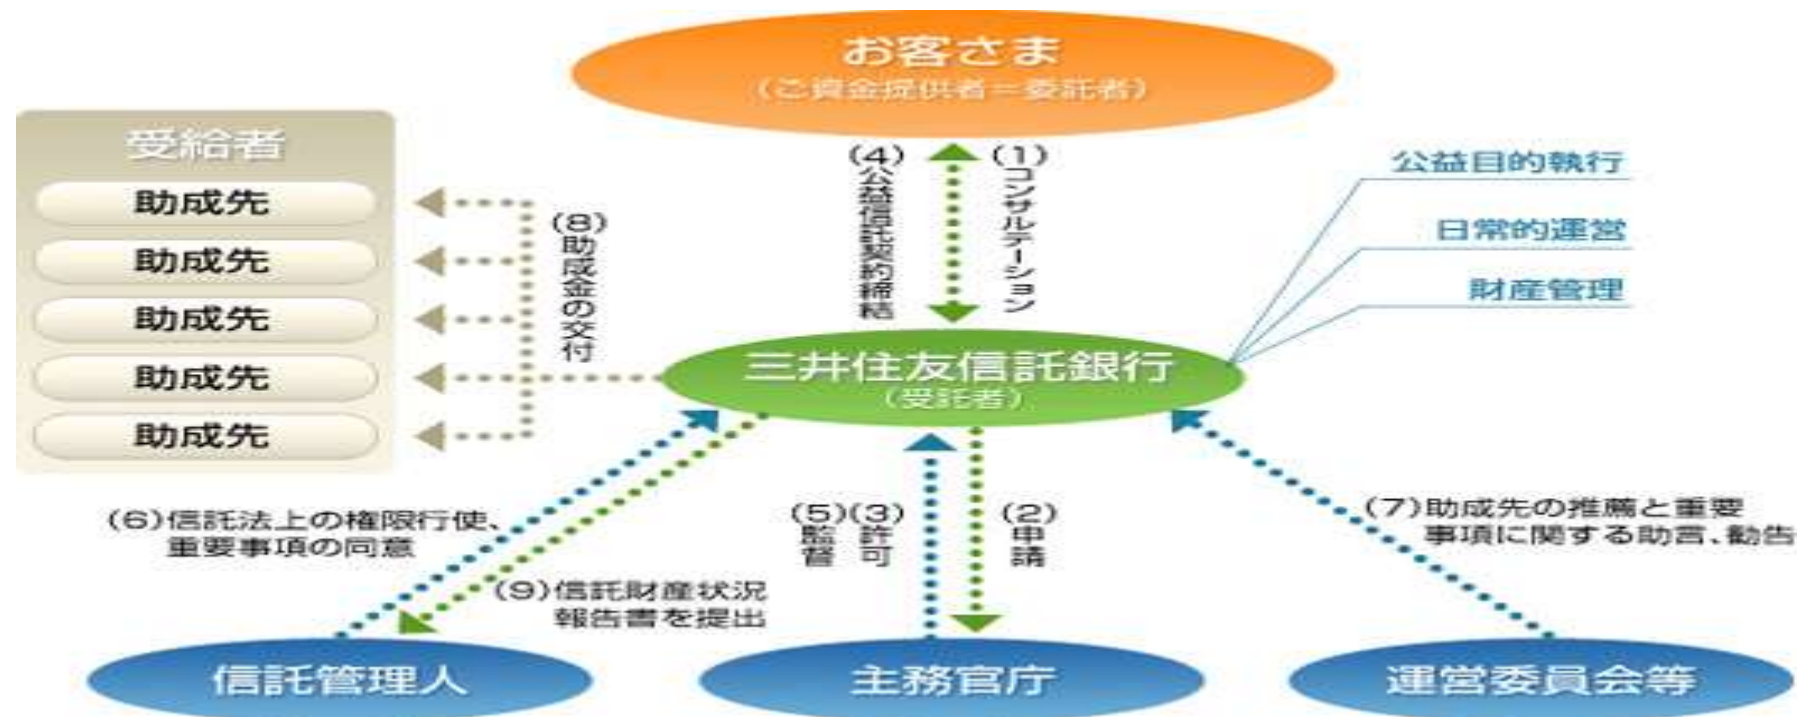 お客さま
(ご資金提供者=委託者)
受給者
助成先
助成先
助成先
助成先
助成先
(8)助成金の交付
(4)公益信託契約締結
(1)コンサルテーション
公益目的執行
日常的運営
財産管理
三井住友信託銀行
(受託者)
(6)信託法上の権限行使、
重要事項の同意
(9)信託財産状況
報告書を提出
(5)監督
(3)許可
(2)申請
(7)助成先の推薦と重要
事項に関する助言、勧告
信託管理人
主務官庁
運営委員会等